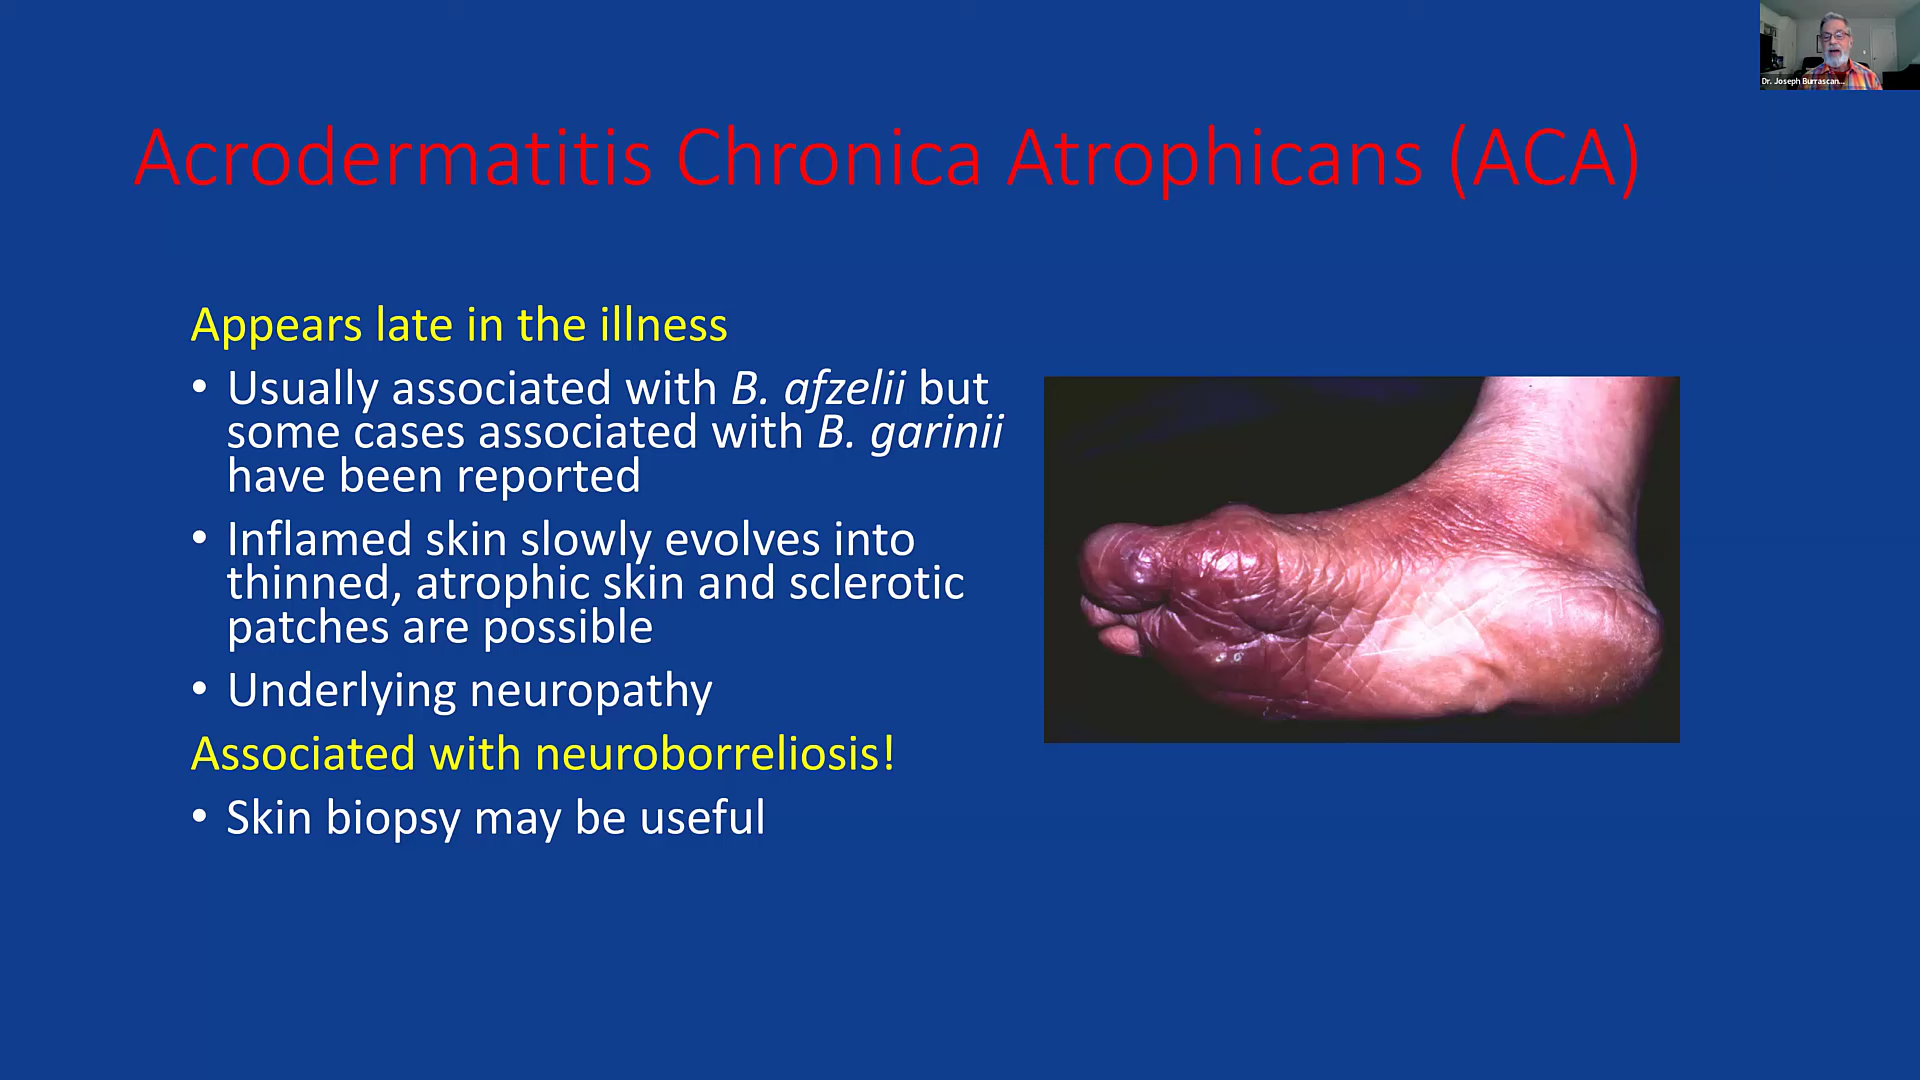 Dr. Joseph Burrascan...
Acrodermatitis Chronica Atrophicans (ACA)
Appears late in the illness
• Usually associated with B. afzelii but
some cases associated with B. garinii
have been reported
• Inflamed skin slowly evolves into
thinned, atrophic skin and sclerotic
patches are possible
• Underlying neuropathy
Associated with neuroborreliosis!
• Skin biopsy may be useful